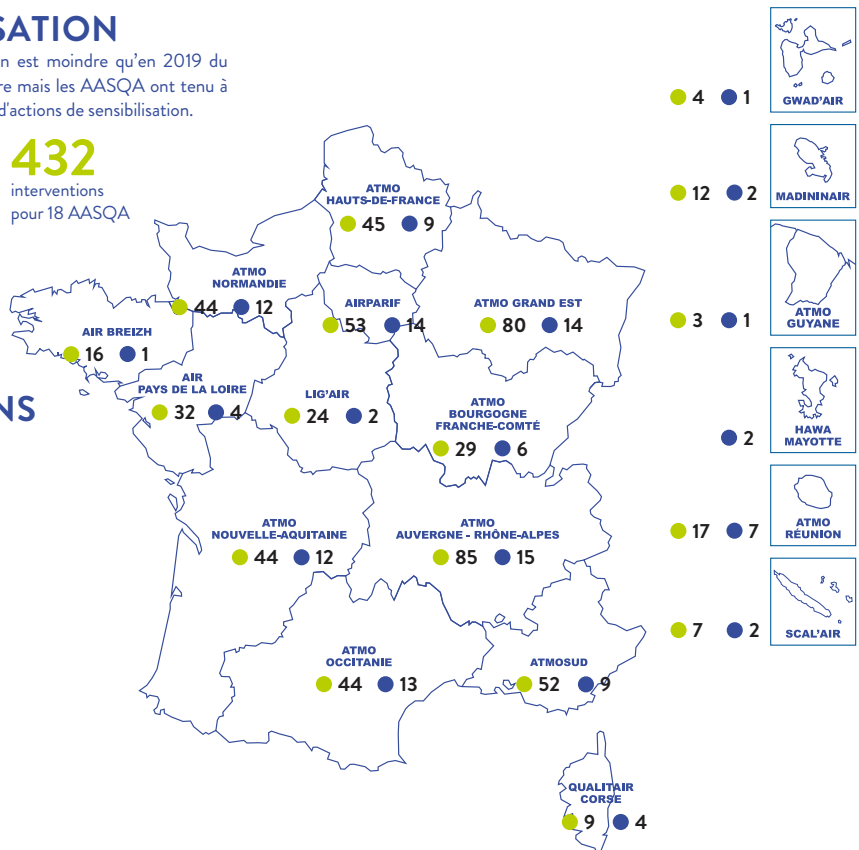 SATION
n est moindre qu'en 2019 du
re mais les AASQA ont tenu à
d'actions de sensibilisation.
432
interventions
pour 18 AASQA
NS
ATMO
HAUTS-DE-FRANCE
45 9
ATMO
NORMANDIE
44 12
AIRPARIF
53 14
ATMO GRAND EST
80 14
AIR BREIZH
16 1
AIR
PAYS DE LA LOIRE
32 4
LIG'AIR
24 2
ATMO
BOURGOGNE
FRANCHE-COMTÉ
29 6
ATMO
NOUVELLE-AQUITAINE
44 12
ATMO
AUVERGNE - RHÔNE-ALPES
85 15
ATMO
OCCITANIE
44 13
ATMOSUD
52 9
QUALITAIR
CORSE
9 4
4 1
GWAD'AIR
12 2
MADININAIR
3 1
ATMO
GUYANE
2
HAWA
MAYOTTE
17 7
ATMO
RÉUNION
7 2
SCAL'AIR